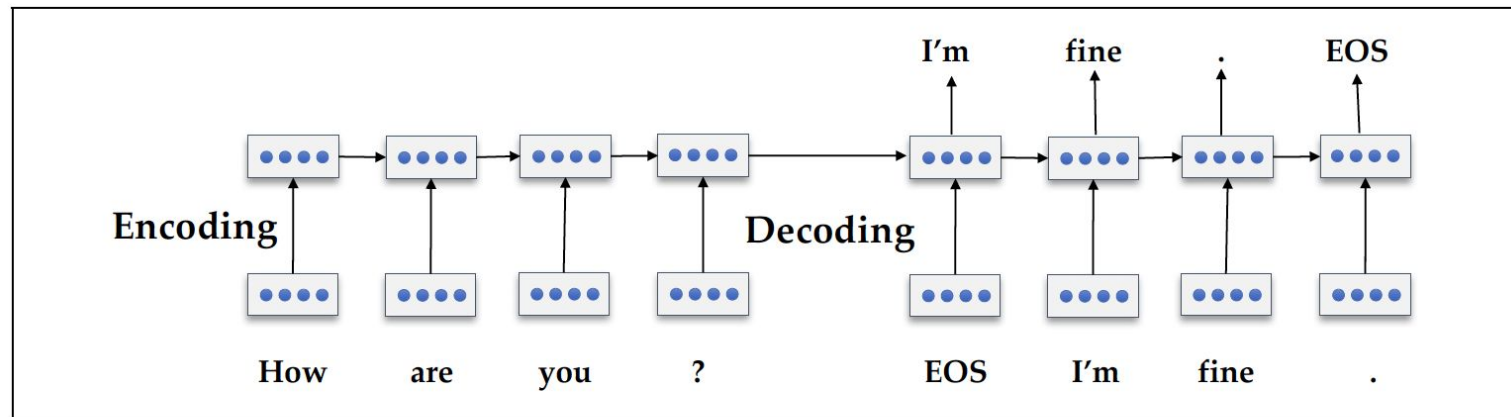 I'm fine . EOS
Encoding Decoding
How are you ? EOS I'm fine .